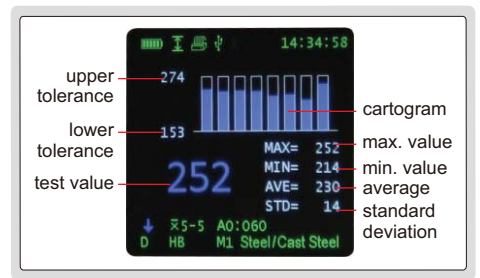 14:34:58
upper
tolerance
274
cartogram
lower
tolerance
153
MAX= 252
max. value
MIN= 214
min. value
test value
252
AVE= 230
average
STD= 14
standard
deviation
x̅5-5 A0:060
D HB M1 Steel/Cast Steel